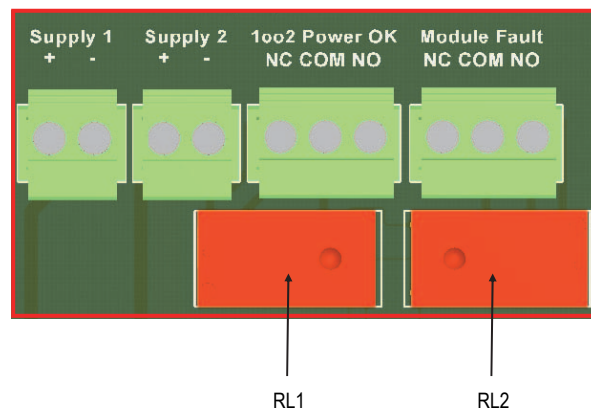 Supply 1 Supply 2 1oo2 Power OK Module Fault
+ - + - NC COM NO NC COM NO
RL1 RL2